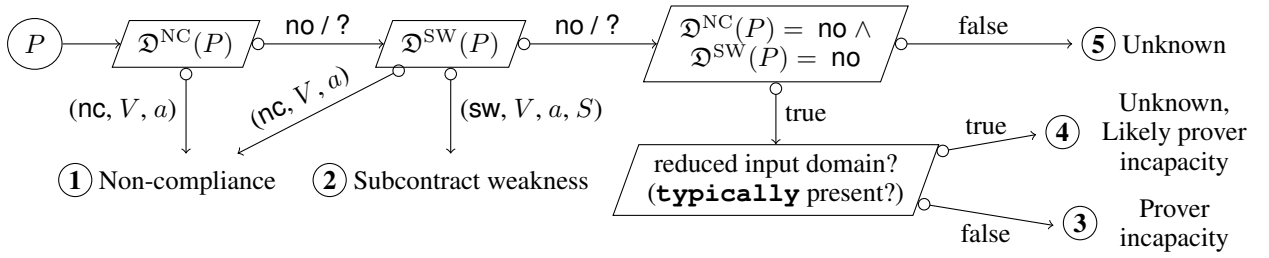 P
𝔇^NC(P)
no / ?
𝔇^SW(P)
no / ?
𝔇^NC(P) = no ∧
𝔇^SW(P) = no
false
5 Unknown
(nc, V, a)
(nc, V, a)
(sw, V, a, S)
true
1 Non-compliance
2 Subcontract weakness
reduced input domain?
(typically present?)
true
4 Unknown,
Likely prover
incapacity
false
3 Prover
incapacity